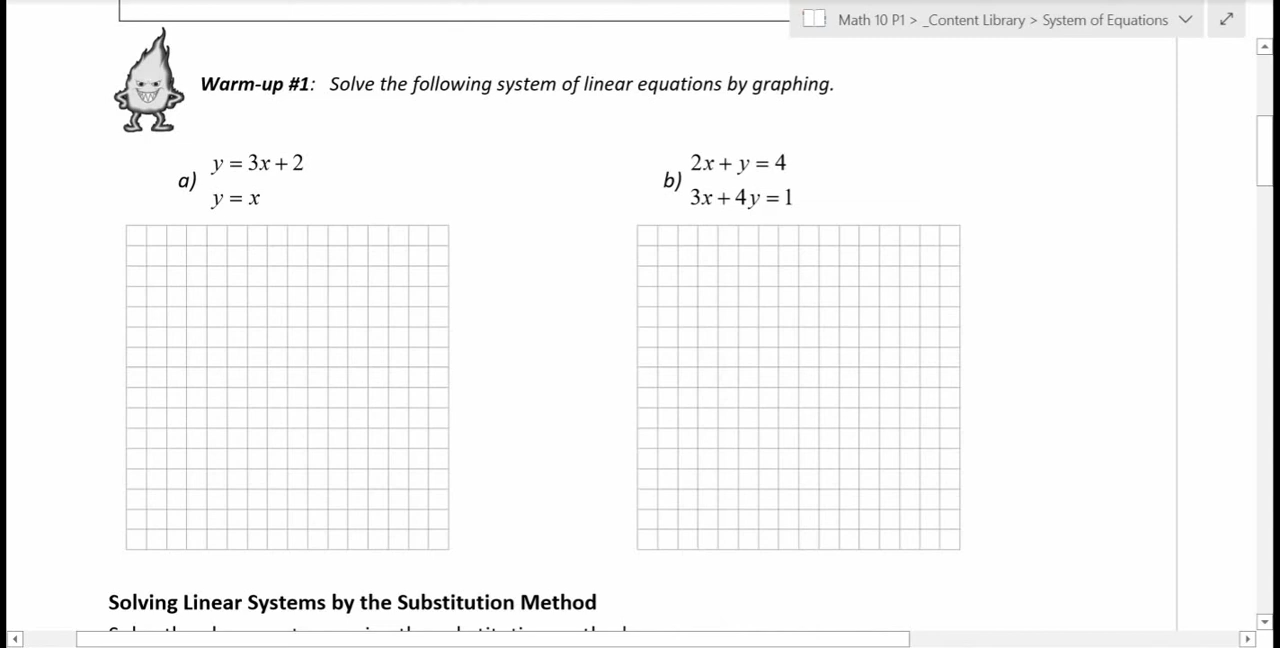 Math 10 P1 > _Content Library > System of Equations
Warm-up #1: Solve the following system of linear equations by graphing.
a) y = 3x + 2
y = x
b) 2x + y = 4
3x + 4y = 1
Solving Linear Systems by the Substitution Method